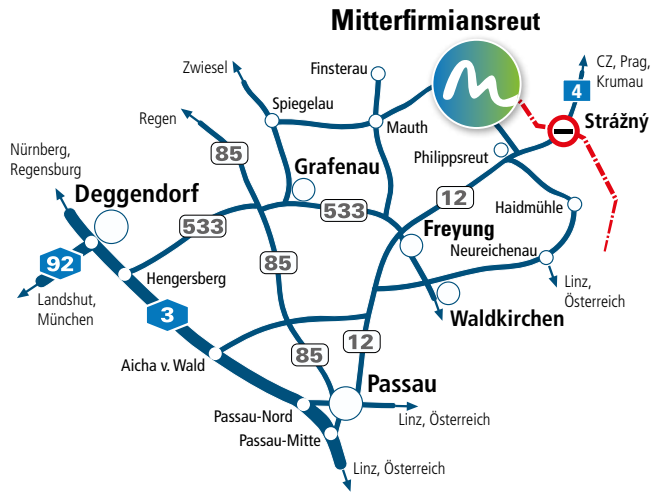 Mitterfirmiansreut
Zwiesel
Finsterau
CZ, Prag,
Krumau
4
Regen
Spiegelau
Mauth
Strážný
85
Philippsreut
Nürnberg,
Regensburg
Grafenau
Deggendorf
12
533
533
Haidmühle
Freyung
92
85
Neureichenau
Hengersberg
Linz,
Österreich
Landshut,
München
3
Waldkirchen
12
85
Aicha v. Wald
Passau
Passau-Nord
Linz, Österreich
Passau-Mitte
Linz, Österreich